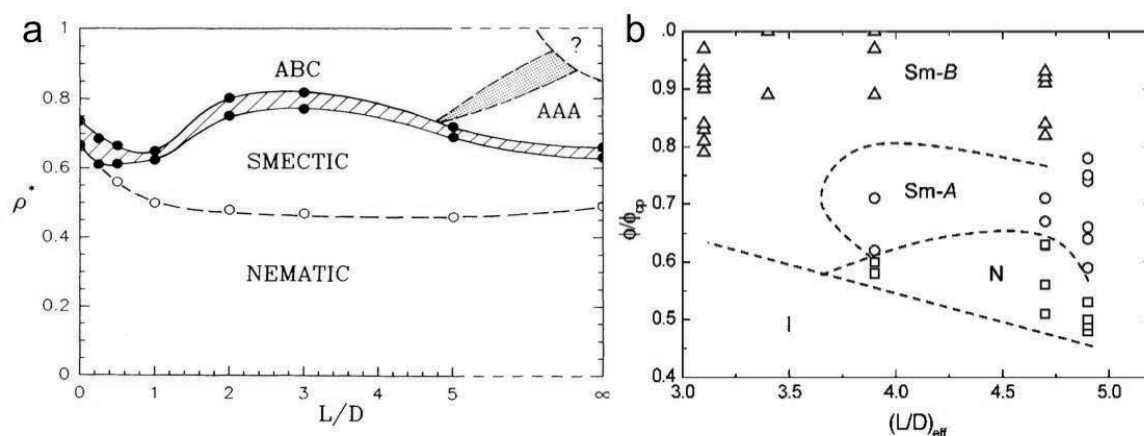 a
1
0.8
0.6
0.4
0.2
0
ρ*
ABC
?
AAA
SMECTIC
NEMATIC
0 1 2 3 5 ∞
L/D
b
.0
0.9
0.8
0.7
0.6
0.5
0.4
ϕ/ϕcp
Sm-B
Sm-A
N
I
3.0 3.5 4.0 4.5 5.0
(L/D)eff